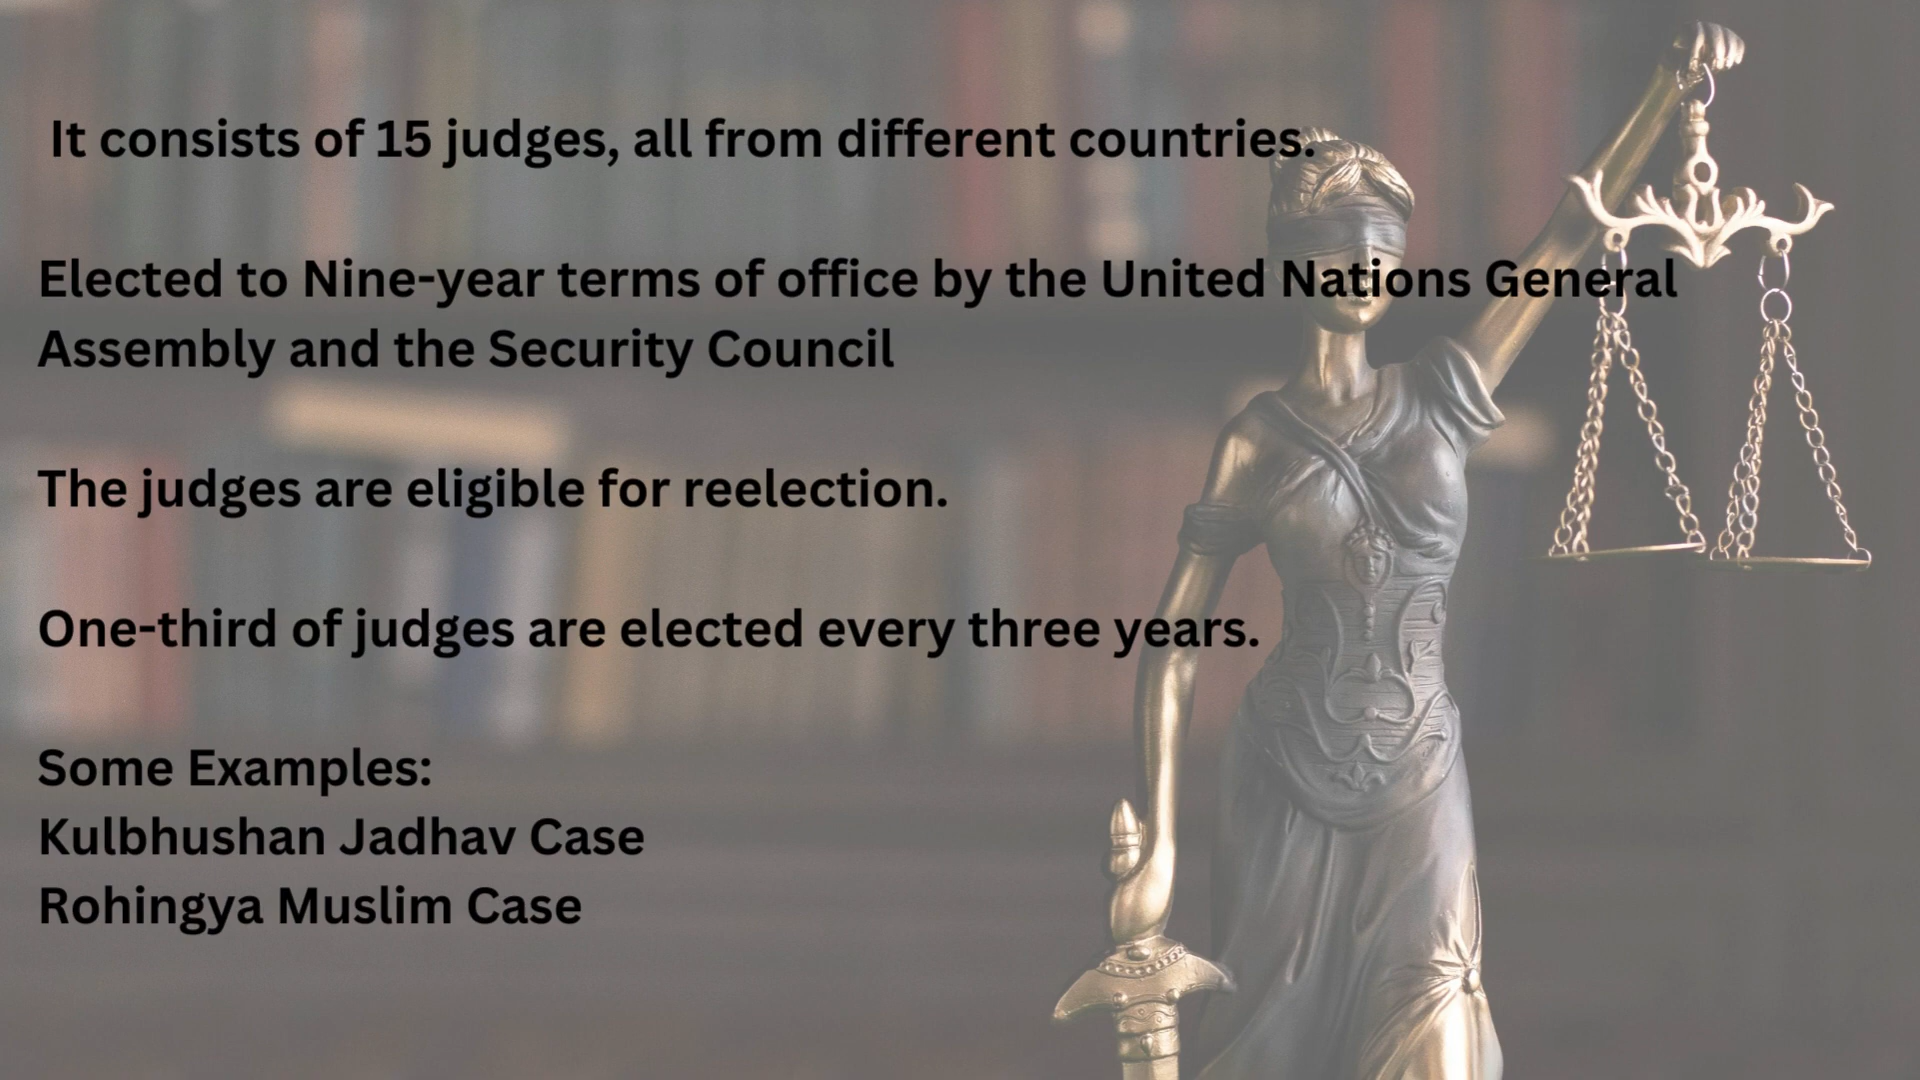 It consists of 15 judges, all from different countries.
Elected to Nine-year terms of office by the United Nations General
Assembly and the Security Council
The judges are eligible for reelection.
One-third of judges are elected every three years.
Some Examples:
Kulbhushan Jadhav Case
Rohingya Muslim Case